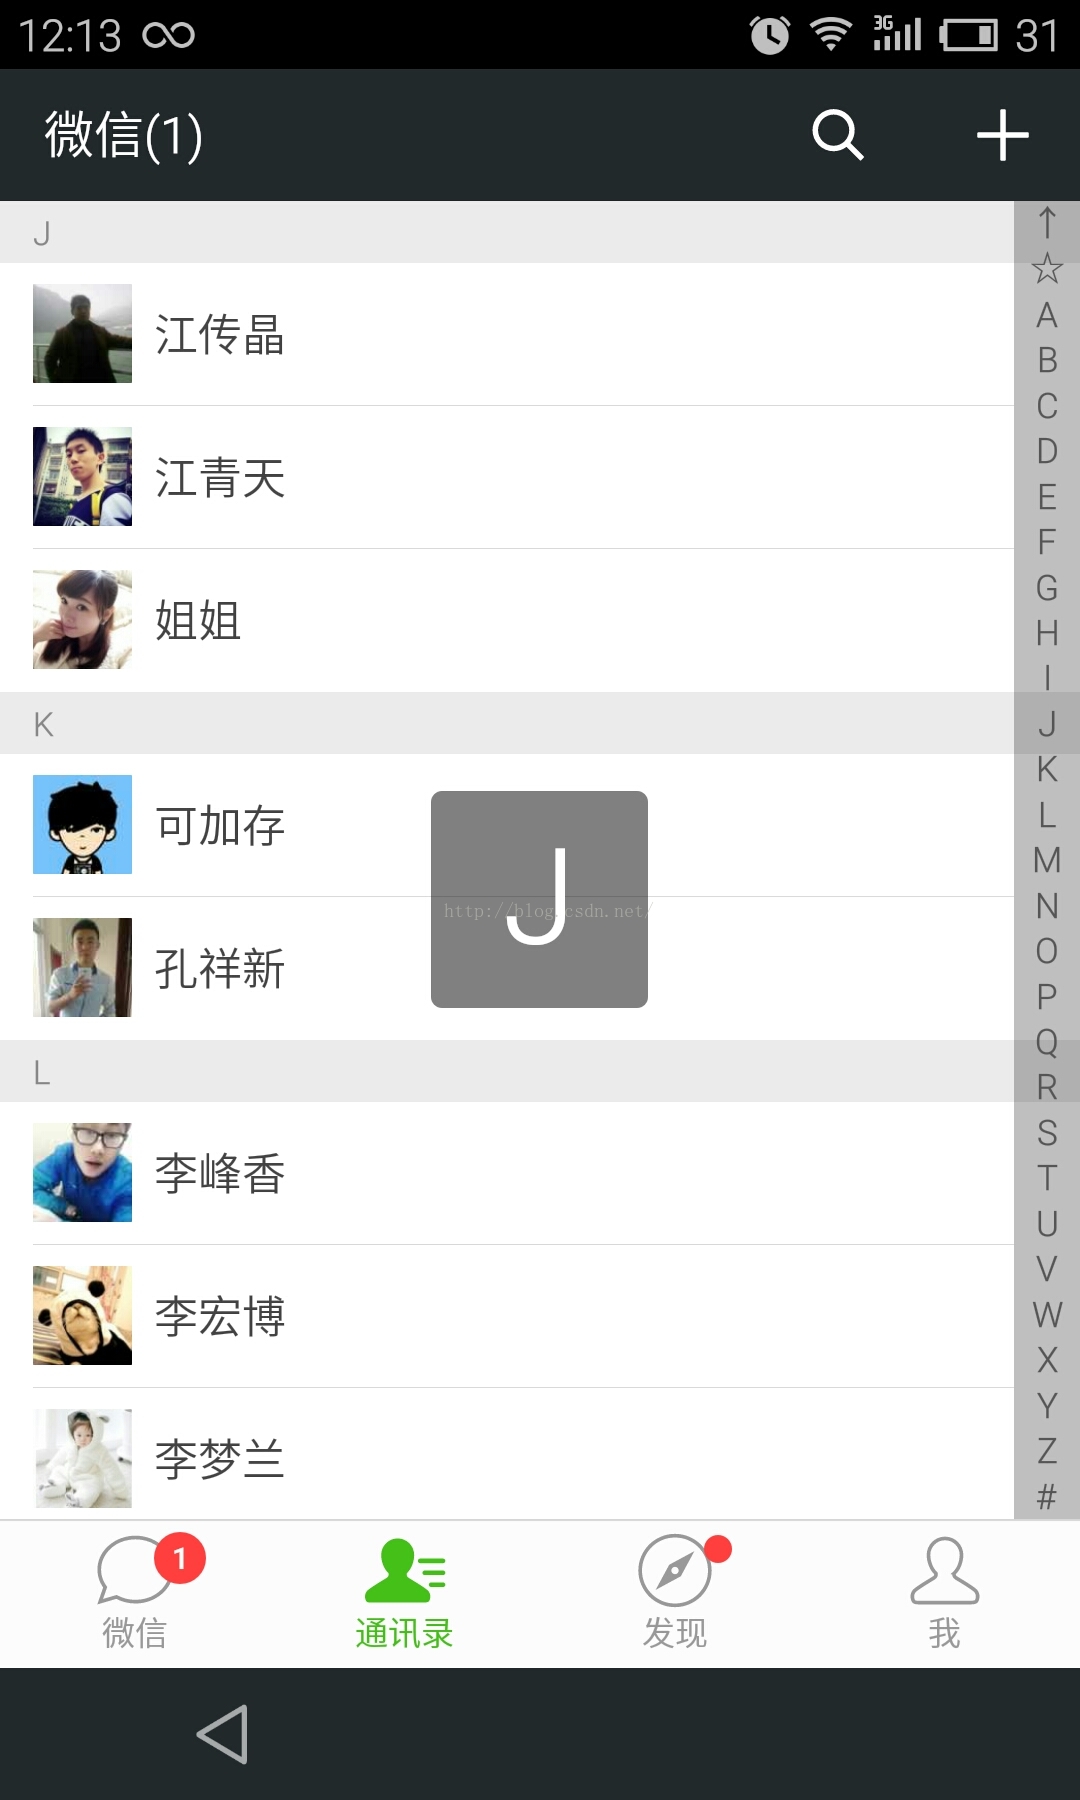 12:13 3G 31
微信(1)
J
江传晶
江青天
姐姐
K
可加存
孔祥新
L
李峰香
李宏博
李梦兰
J
http://blog.csdn.net/
↑
☆
A
B
C
D
E
F
G
H
I
J
K
L
M
N
O
P
Q
R
S
T
U
V
W
X
Y
Z
#
1
微信 通讯录 发现 我